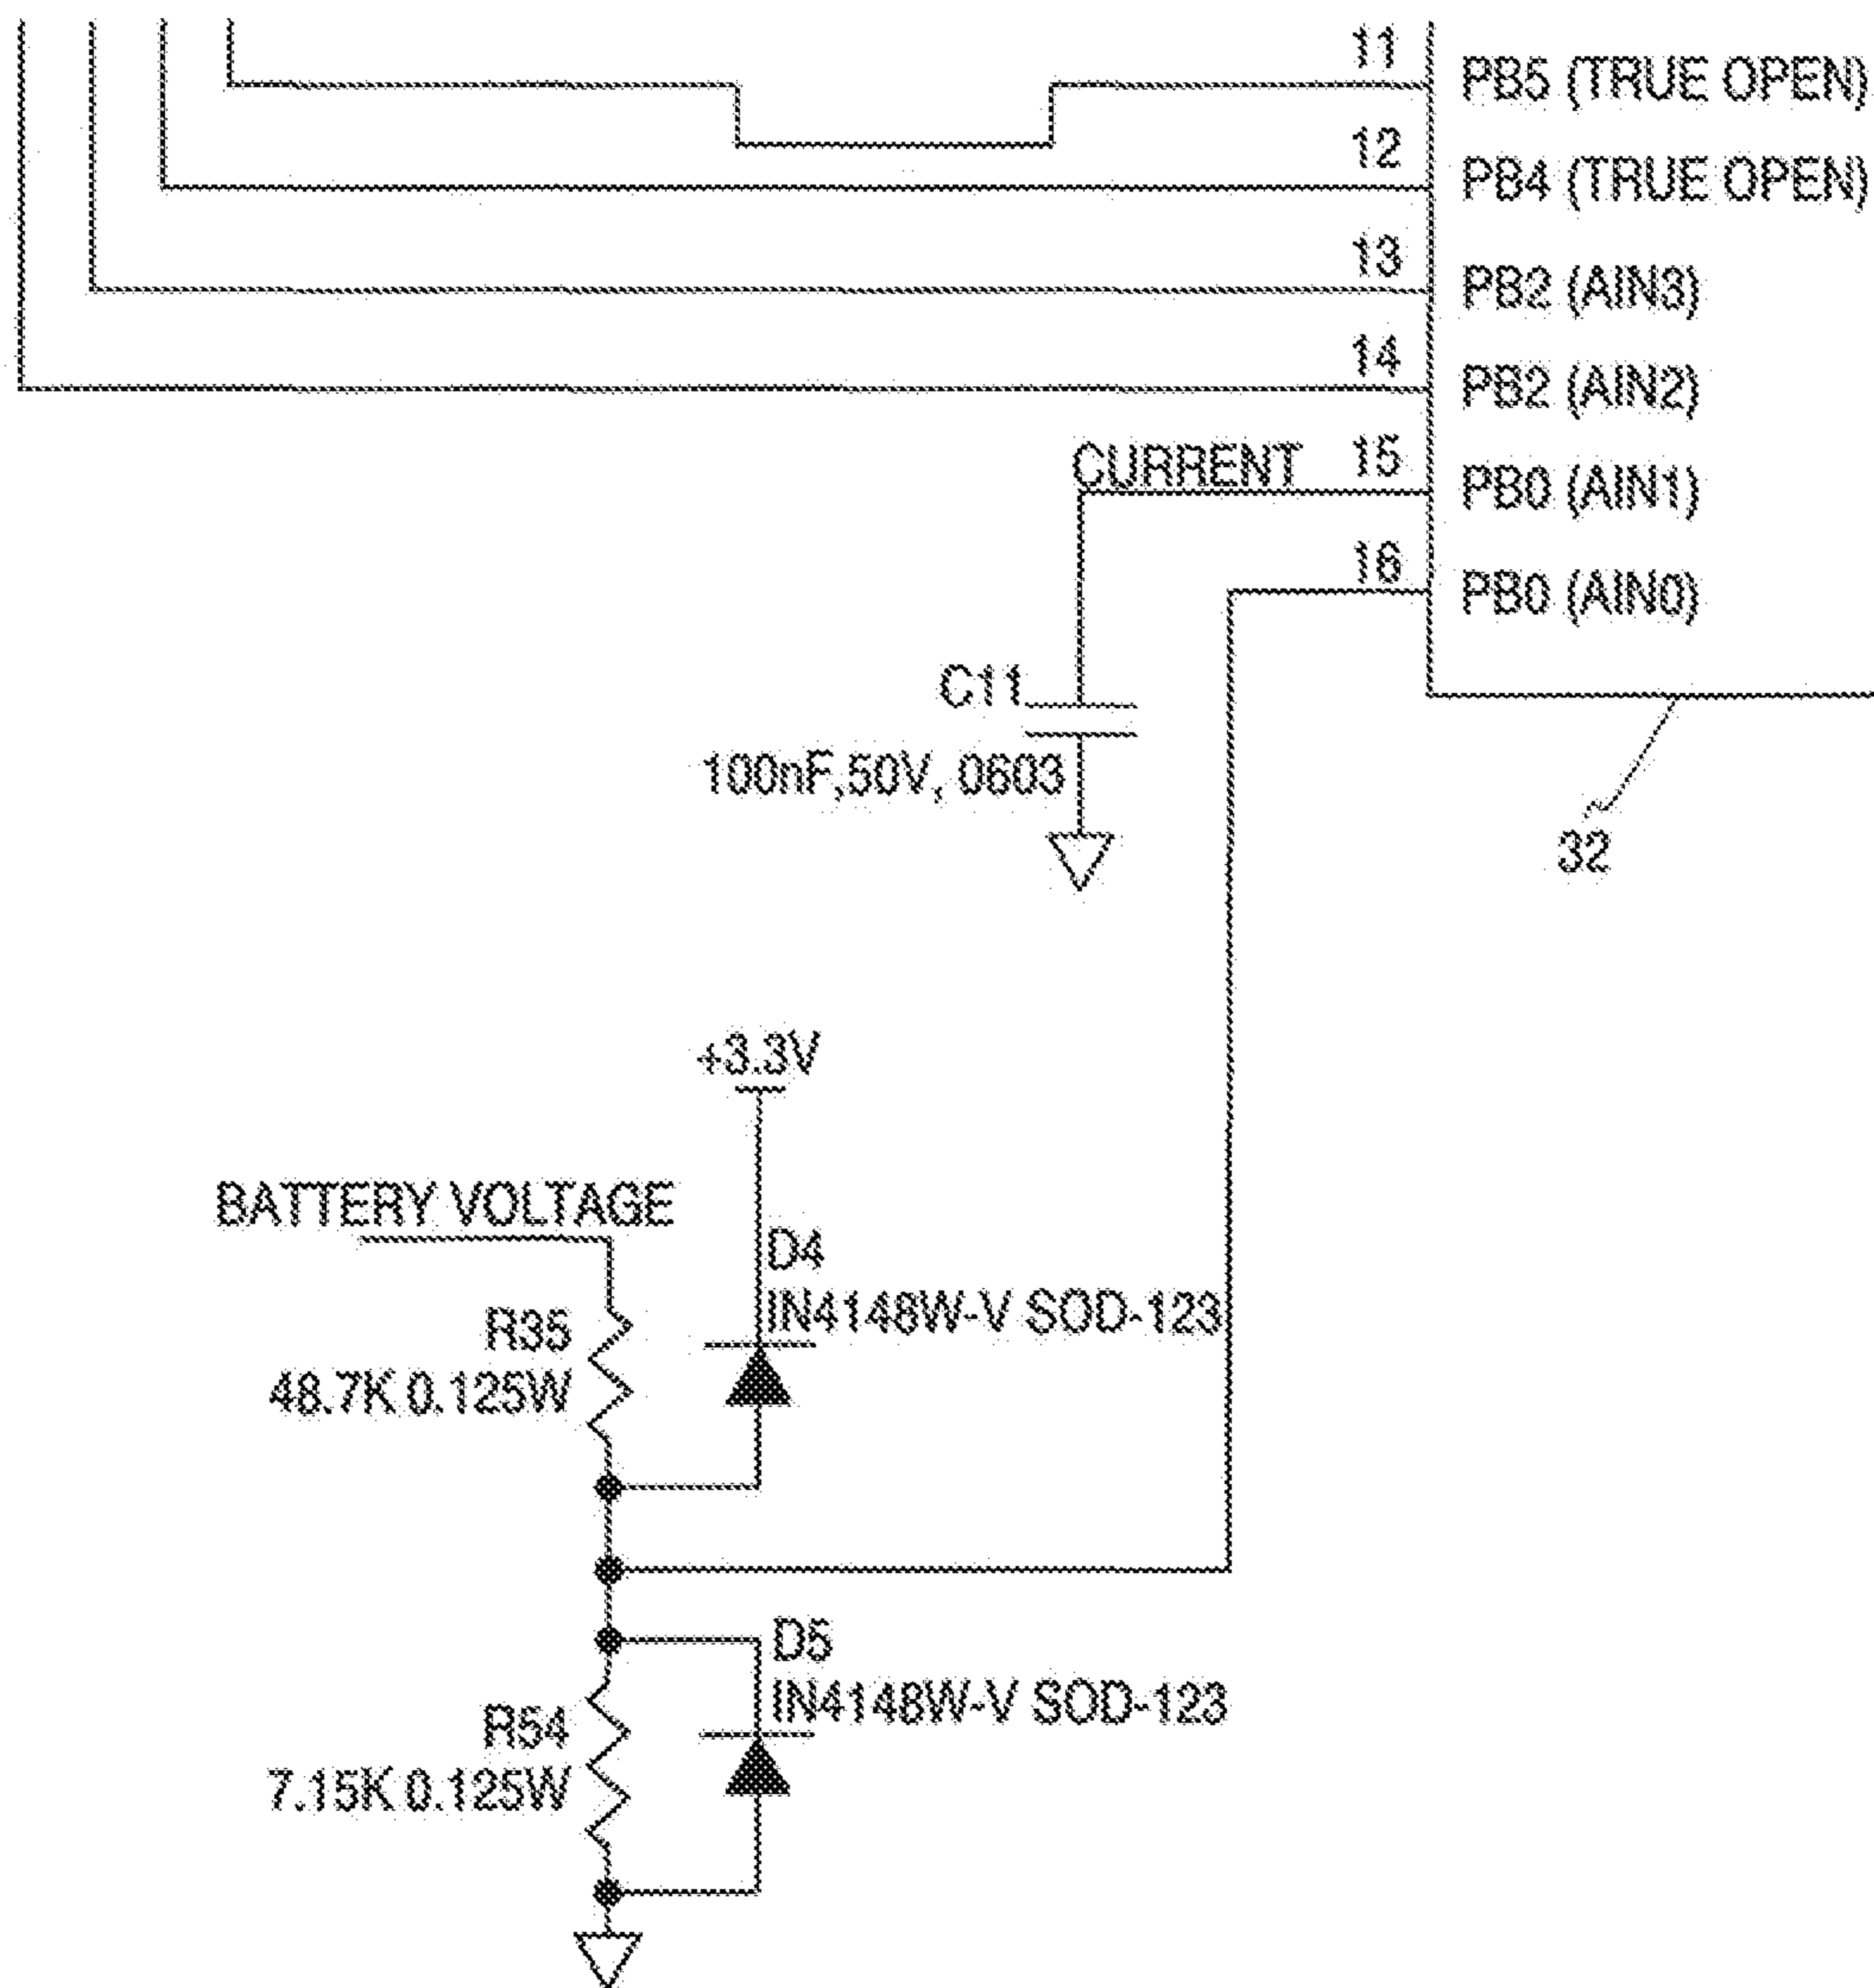 11
PB5 (TRUE OPEN)
12
PB4 (TRUE OPEN)
13
PB2 (AIN3)
14
PB2 (AIN2)
CURRENT 15
PB0 (AIN1)
16
PB0 (AIN0)
C11
100nF,50V, 0603
32
+3.3V
BATTERY VOLTAGE
D4
IN4148W-V SOD-123
R35
48.7K 0.125W
D5
IN4148W-V SOD-123
R54
7.15K 0.125W